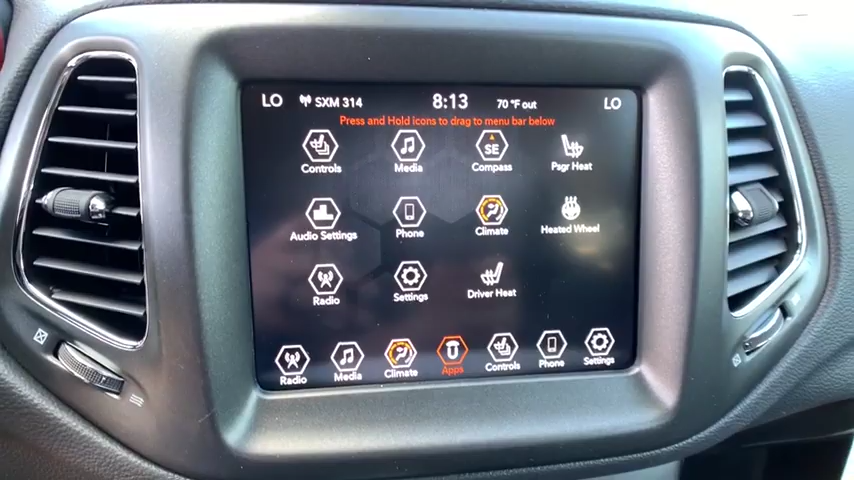 LO SXM 314 8:13 70 °F out LO
Press and Hold icons to drag to menu bar below
SE
Controls Media Compass Psgr Heat
Audio Settings Phone Climate Heated Wheel
Radio Settings Driver Heat
Radio Media Climate Apps Controls Phone Settings